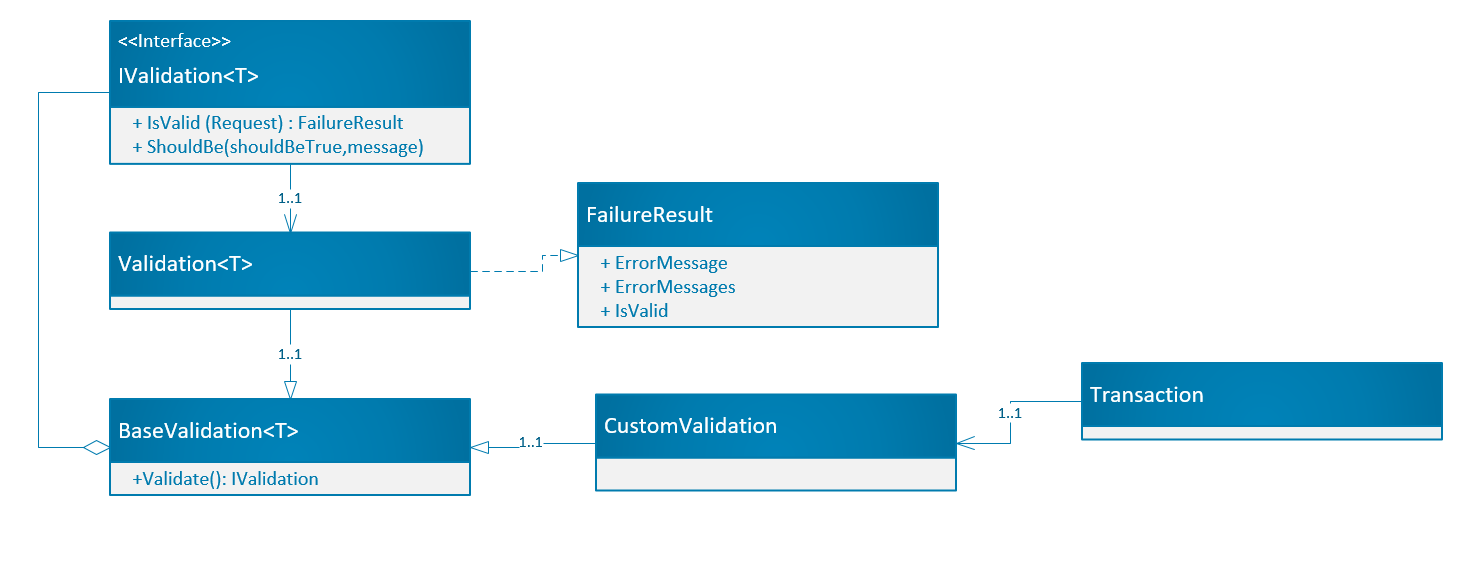 <<Interface>>
IValidation<T>
+ IsValid (Request) : FailureResult
+ ShouldBe(shouldBeTrue,message)
1..1
FailureResult
+ ErrorMessage
+ ErrorMessages
+ IsValid
Validation<T>
1..1
BaseValidation<T>
+Validate(): IValidation
1..1
CustomValidation
1..1
Transaction